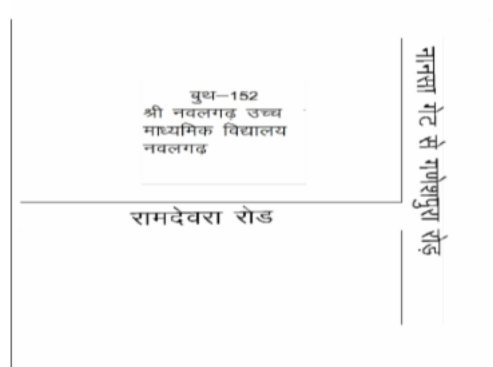 बुथ–152
श्री नवलगढ़ उच्च
माध्यमिक विद्यालय
नवलगढ़
रामदेवरा रोड
नानसा गेट से गणेशपुरा रोड़